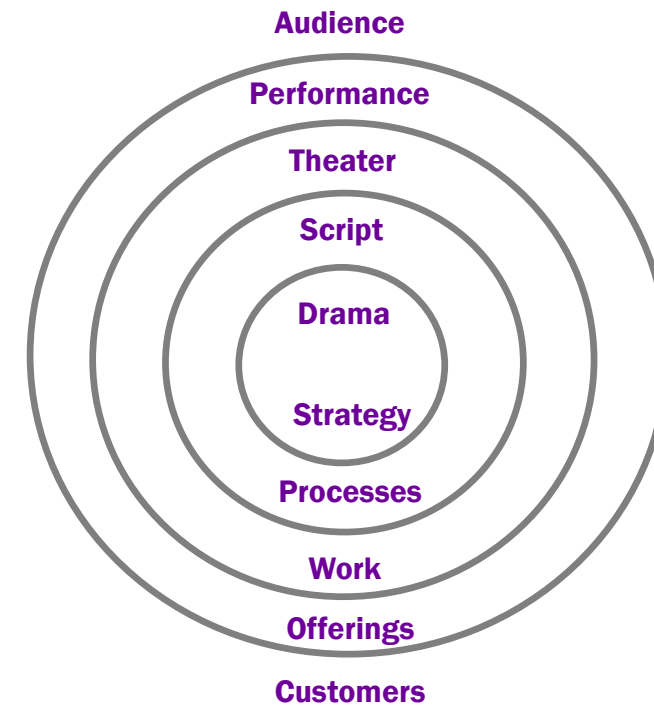 Audience
Performance
Theater
Script
Drama
Strategy
Processes
Work
Offerings
Customers